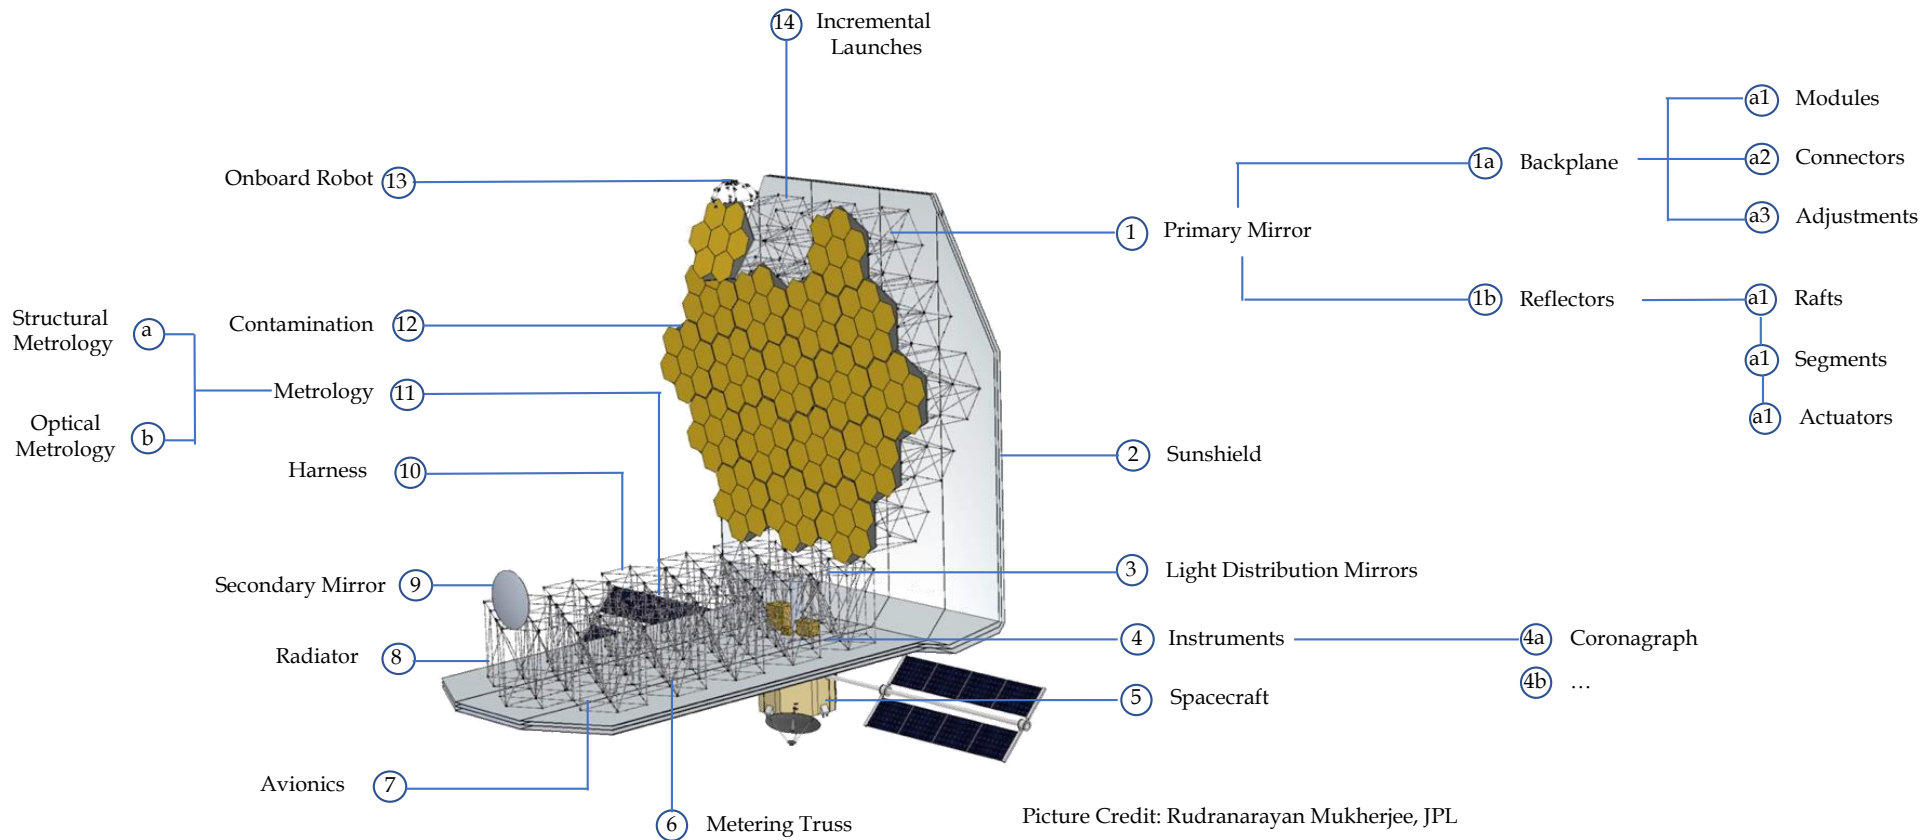 14 Incremental
Launches
Onboard Robot 13
1 Primary Mirror
1a Backplane
a1 Modules
a2 Connectors
a3 Adjustments
1b Reflectors
a1 Rafts
a1 Segments
a1 Actuators
Contamination 12
Structural
Metrology a
Metrology 11
Optical
Metrology b
Harness 10
2 Sunshield
Secondary Mirror 9
3 Light Distribution Mirrors
Radiator 8
4 Instruments
4a Coronagraph
4b ...
5 Spacecraft
Avionics 7
6 Metering Truss
Picture Credit: Rudranarayan Mukherjee, JPL